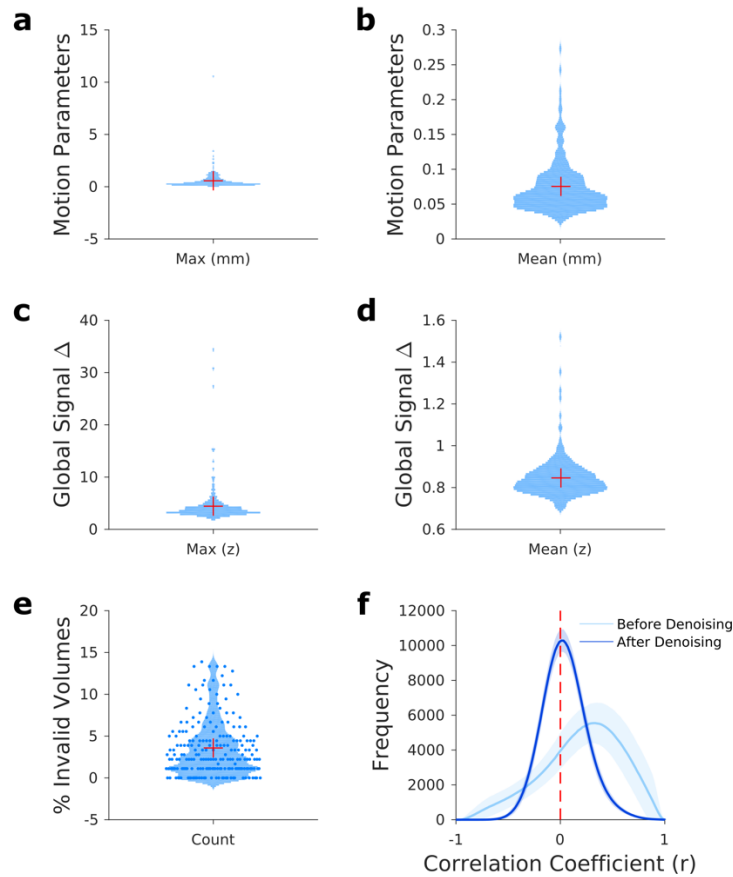 a
Motion Parameters
15
10
5
0
-5
Max (mm)
b
Motion Parameters
0.3
0.25
0.2
0.15
0.1
0.05
0
Mean (mm)
c
Global Signal Δ
40
30
20
10
0
Max (z)
d
Global Signal Δ
1.6
1.4
1.2
1
0.8
0.6
Mean (z)
e
% Invalid Volumes
20
15
10
5
0
-5
Count
f
Frequency
12000
10000
8000
6000
4000
2000
0
Before Denoising
After Denoising
-1
0
1
Correlation Coefficient (r)